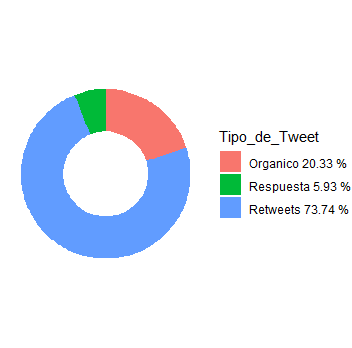 Tipo_de_Tweet
Organico 20.33 %
Respuesta 5.93 %
Retweets 73.74 %